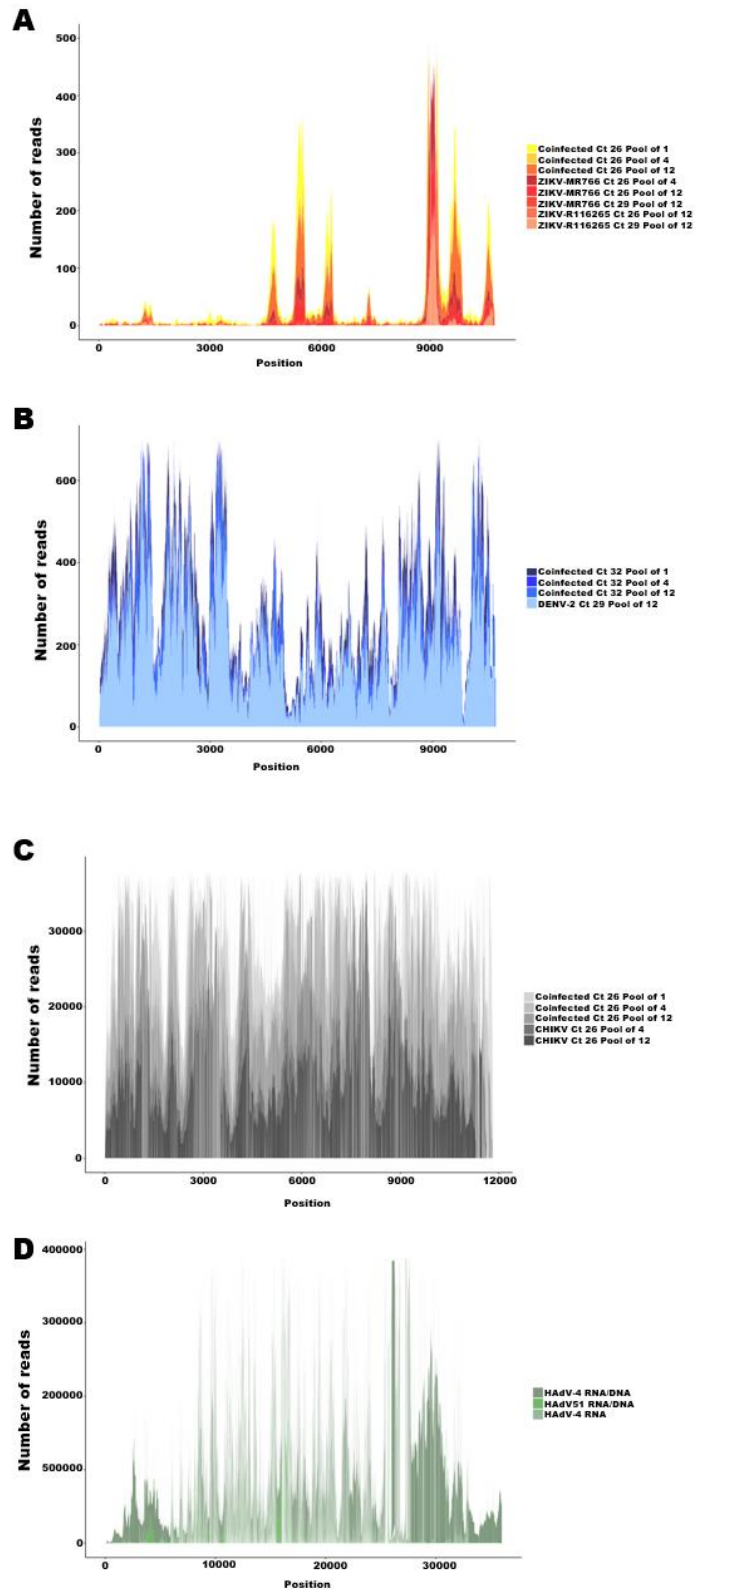 A
500
400
300
200
100
0
Number of reads
0 3000 6000 9000
Position
Coinfected Ct 26 Pool of 1
Coinfected Ct 26 Pool of 4
Coinfected Ct 26 Pool of 12
ZIKV-MR766 Ct 26 Pool of 4
ZIKV-MR766 Ct 26 Pool of 12
ZIKV-MR766 Ct 29 Pool of 12
ZIKV-R116265 Ct 26 Pool of 12
ZIKV-R116265 Ct 29 Pool of 12
B
600
400
200
0
Number of reads
0 3000 6000 9000
Position
Coinfected Ct 32 Pool of 1
Coinfected Ct 32 Pool of 4
Coinfected Ct 32 Pool of 12
DENV-2 Ct 29 Pool of 12
C
30000
20000
10000
0
Number of reads
0 3000 6000 9000 12000
Position
Coinfected Ct 26 Pool of 1
Coinfected Ct 26 Pool of 4
Coinfected Ct 26 Pool of 12
CHIKV Ct 26 Pool of 4
CHIKV Ct 26 Pool of 12
D
400000
300000
200000
500000
0
Number of reads
0 10000 20000 30000
Position
HAdV-4 RNA/DNA
HAdV51 RNA/DNA
HAdV-4 RNA